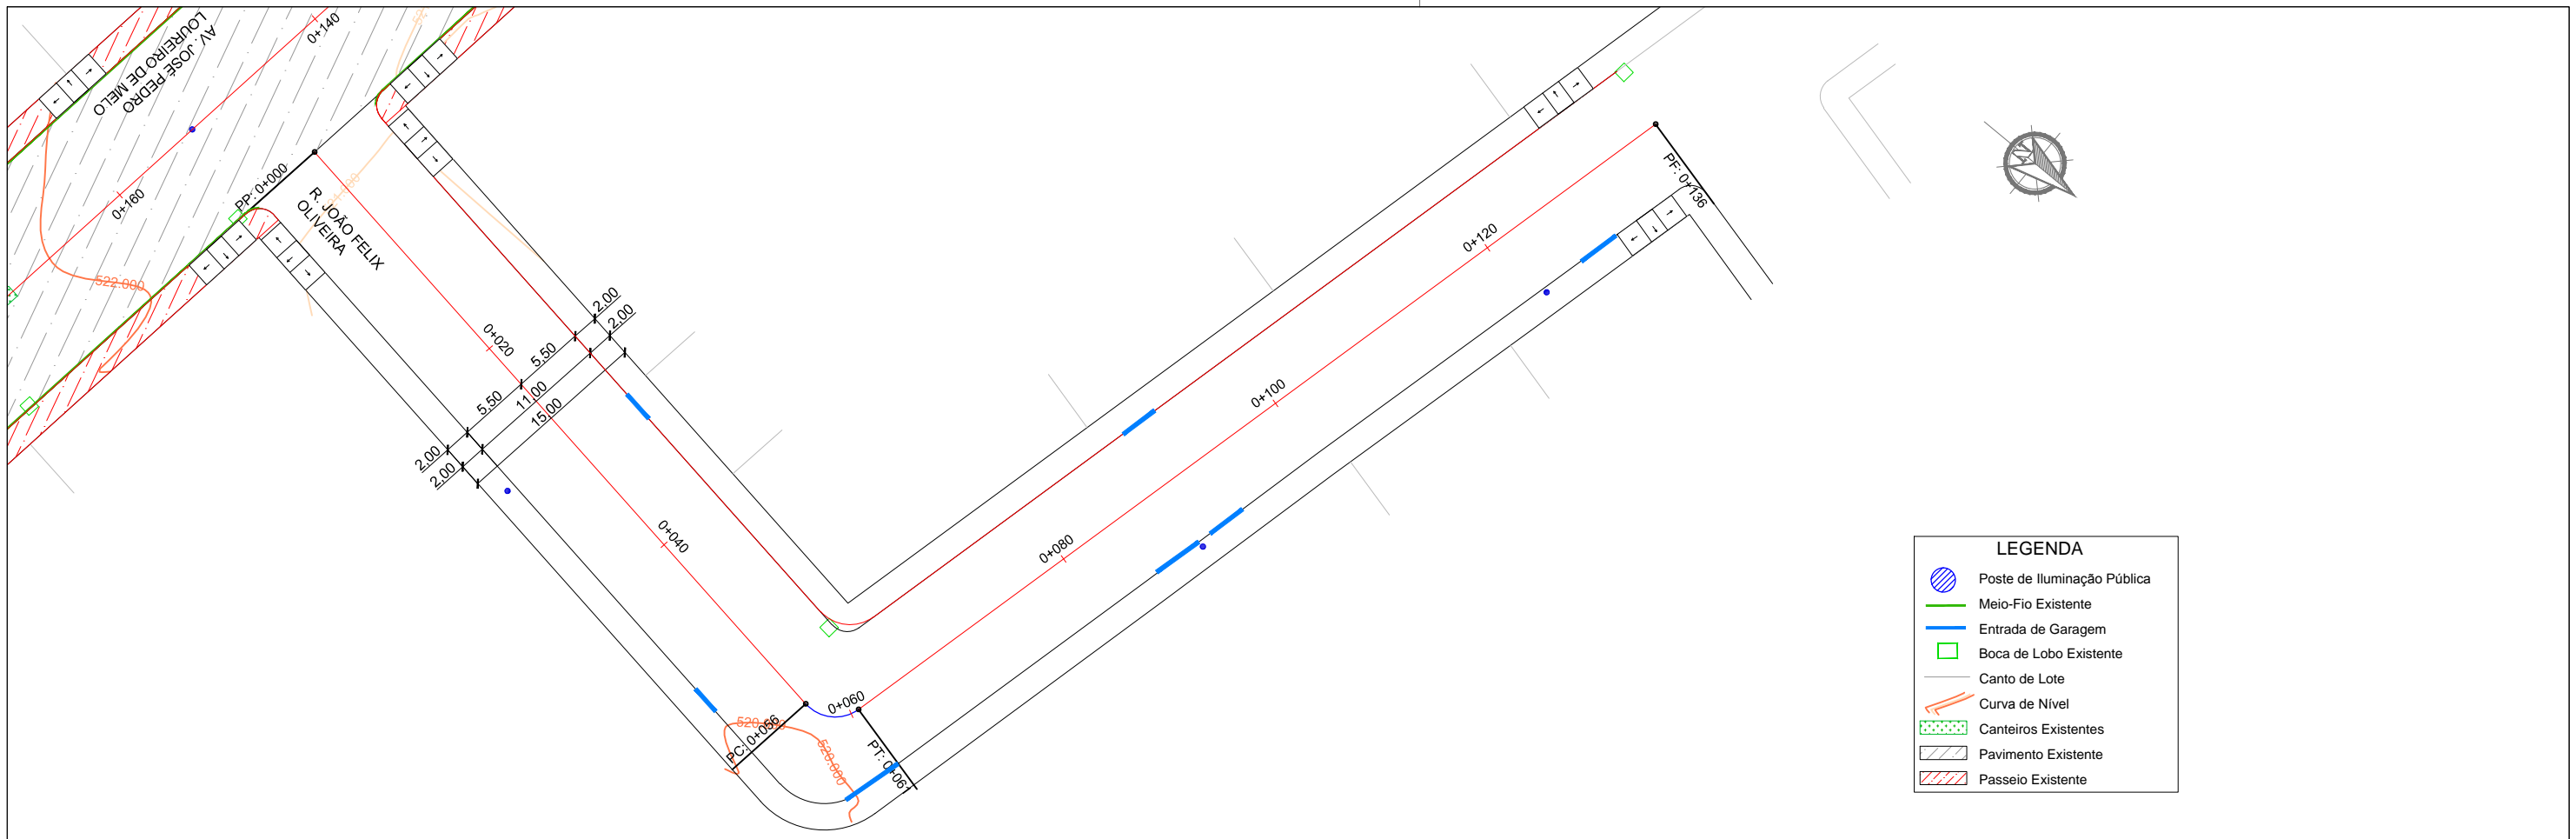 AV. JOSÉ PEDRO
LOUREIRO DE MELO
0+140
0+160
PP: 0+000
R. JOÃO FELIX
OLIVEIRA
522.000
0+020
2,00
2,00
5,50
5,50
11,00
15,00
2,00
2,00
0+040
PC: 0+056
0+060
PT: 0+061
520.000
0+080
0+100
0+120
PF: 0+136
LEGENDA
Poste de Iluminação Pública
Meio-Fio Existente
Entrada de Garagem
Boca de Lobo Existente
Canto de Lote
Curva de Nível
Canteiros Existentes
Pavimento Existente
Passeio Existente